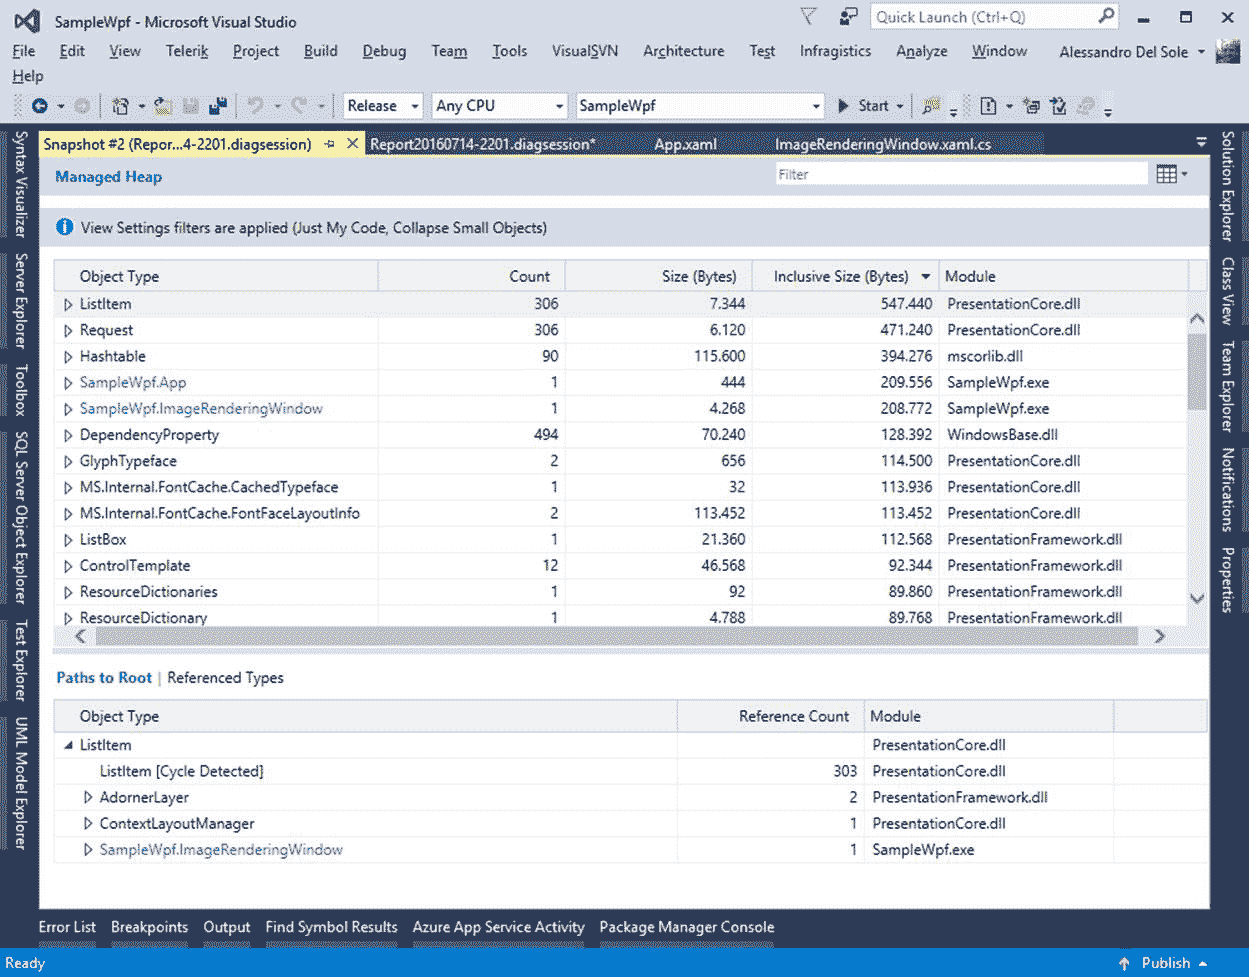 SampleWpf - Microsoft Visual Studio
Quick Launch (Ctrl+Q)
File Edit View Telerik Project Build Debug Team Tools VisualSVN Architecture Test Infragistics Analyze Window Alessandro Del Sole
Help
Release Any CPU SampleWpf Start
Snapshot #2 (Repor...4-2201.diagsession) Report20160714-2201.diagsession* App.xaml ImageRenderingWindow.xaml.cs
Managed Heap Filter
View Settings filters are applied (Just My Code, Collapse Small Objects)
Object Type Count Size (Bytes) Inclusive Size (Bytes) Module
ListItem 306 7.344 547.440 PresentationCore.dll
Request 306 6.120 471.240 PresentationCore.dll
Hashtable 90 115.600 394.276 mscorlib.dll
SampleWpf.App 1 444 209.556 SampleWpf.exe
SampleWpf.ImageRenderingWindow 1 4.268 208.772 SampleWpf.exe
DependencyProperty 494 70.240 128.392 WindowsBase.dll
GlyphTypeface 2 656 114.500 PresentationCore.dll
MS.Internal.FontCache.CachedTypeface 1 32 113.936 PresentationCore.dll
MS.Internal.FontCache.FontFaceLayoutInfo 2 113.452 113.452 PresentationCore.dll
ListBox 1 21.360 112.568 PresentationFramework.dll
ControlTemplate 12 46.568 92.344 PresentationFramework.dll
ResourceDictionaries 1 92 89.860 PresentationFramework.dll
ResourceDictionary 1 4.788 89.768 PresentationFramework.dll
Paths to Root | Referenced Types
Object Type Reference Count Module
ListItem PresentationCore.dll
ListItem [Cycle Detected] 303 PresentationCore.dll
AdornerLayer 2 PresentationFramework.dll
ContextLayoutManager 1 PresentationCore.dll
SampleWpf.ImageRenderingWindow 1 SampleWpf.exe
Syntax Visualizer
Server Explorer
Toolbox
SQL Server Object Explorer
Test Explorer
UML Model Explorer
Solution Explorer
Class View
Team Explorer
Notifications
Properties
Error List Breakpoints Output Find Symbol Results Azure App Service Activity Package Manager Console
Ready Publish